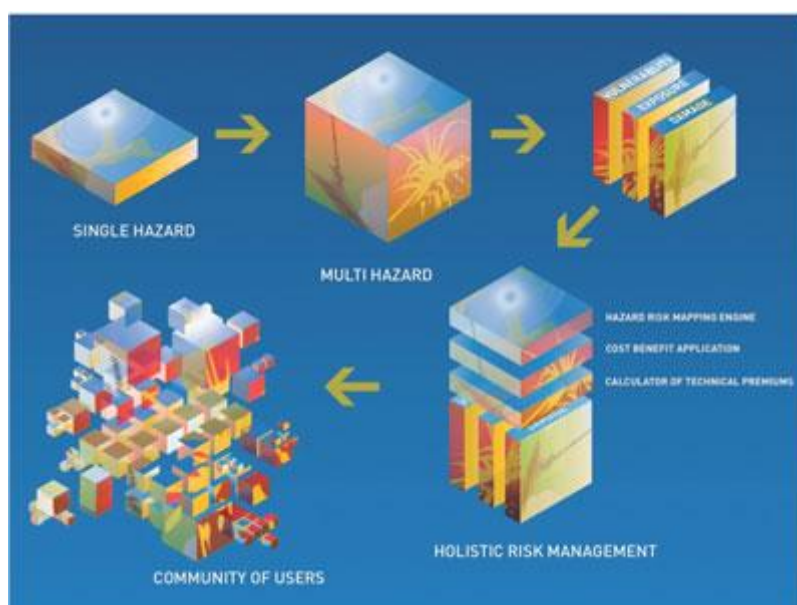 SINGLE HAZARD
MULTI HAZARD
VULNERABILITY
EXPOSURE
DAMAGE
HAZARD RISK MAPPING ENGINE
COST BENEFIT APPLICATION
CALCULATOR OF TECHNICAL PREMIUMS
HOLISTIC RISK MANAGEMENT
COMMUNITY OF USERS